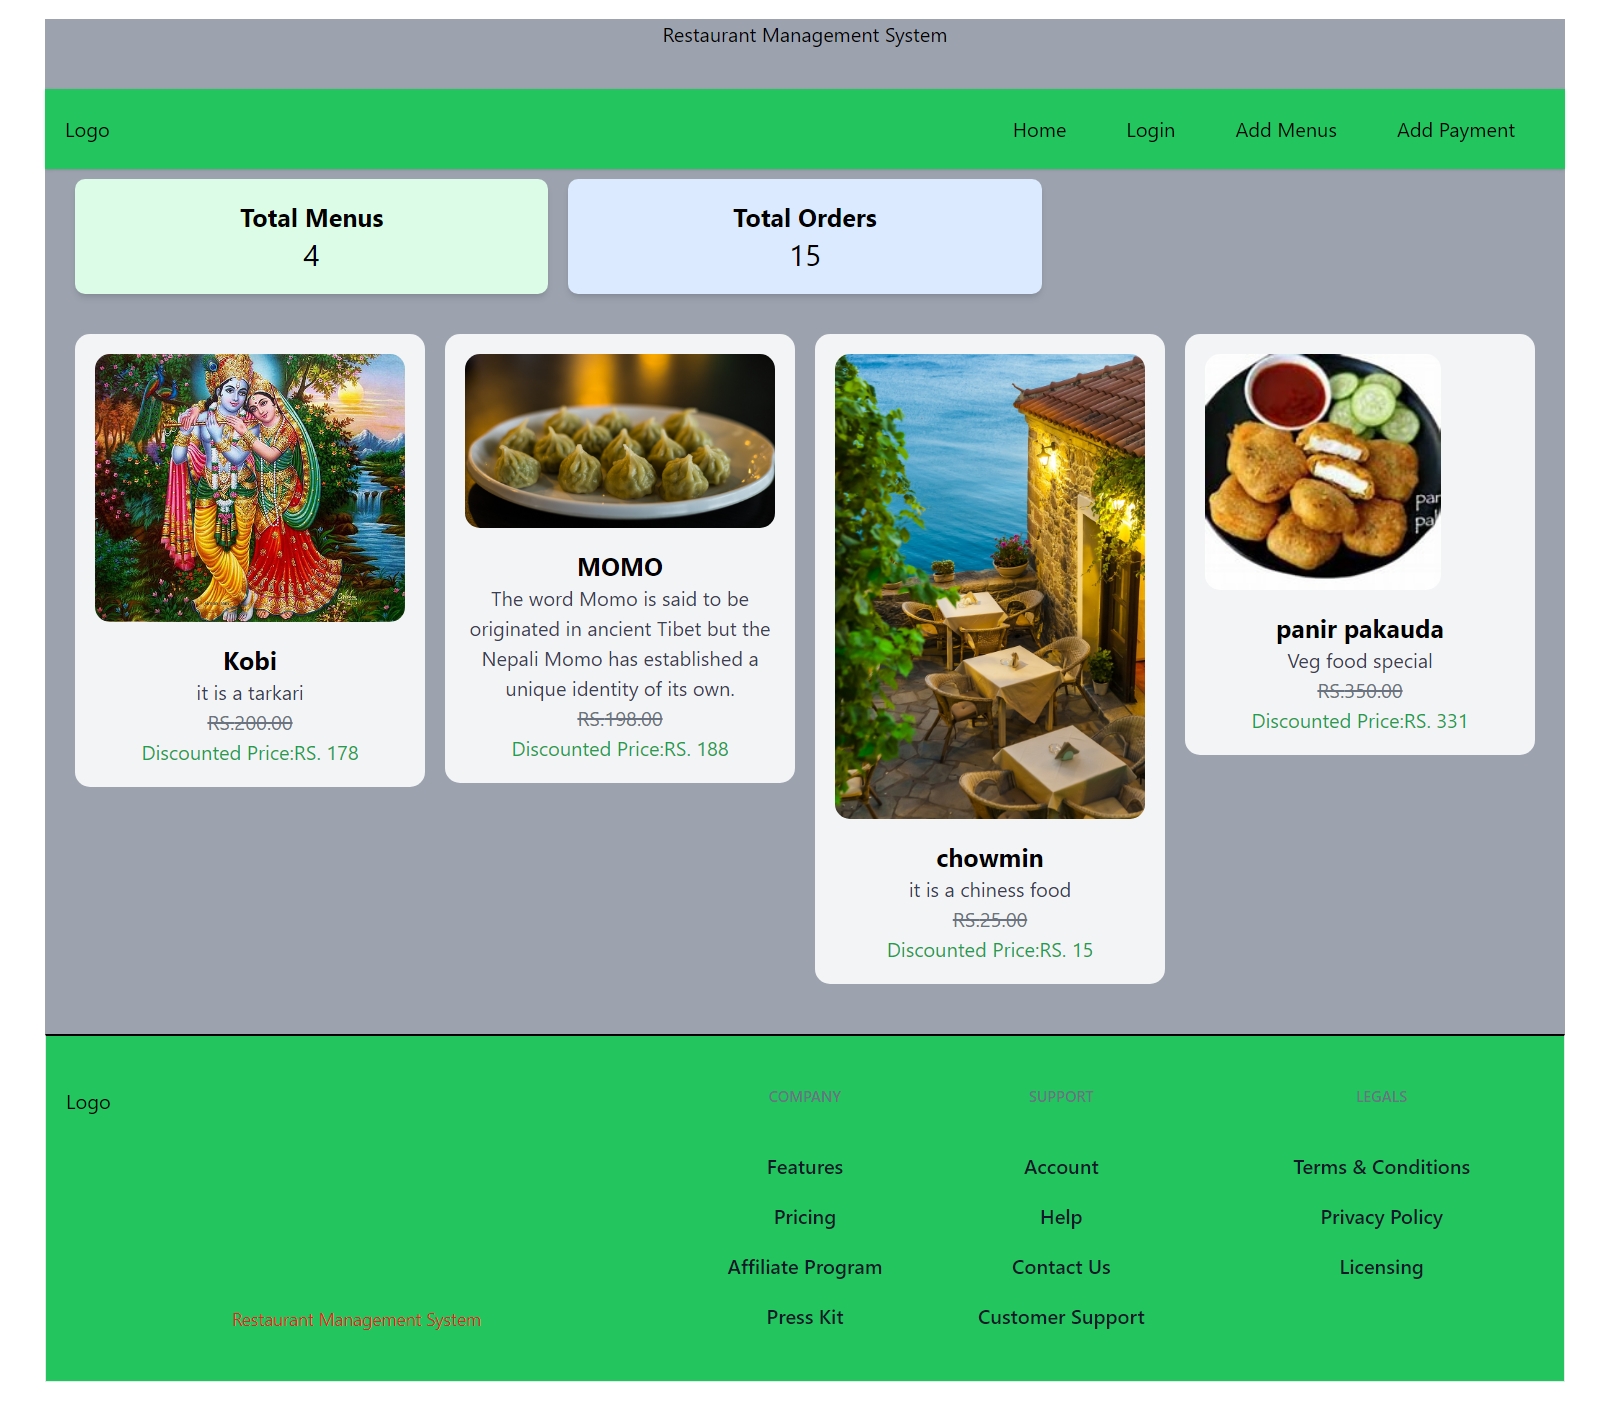 Restaurant Management System
Logo
Home
Login
Add Menus
Add Payment
Total Menus
4
Total Orders
15
Kobi
it is a tarkari
RS.200.00
Discounted Price:RS. 178
MOMO
The word Momo is said to be
originated in ancient Tibet but the
Nepali Momo has established a
unique identity of its own.
RS.198.00
Discounted Price:RS. 188
chowmin
it is a chiness food
RS.25.00
Discounted Price:RS. 15
panir pakauda
Veg food special
RS.350.00
Discounted Price:RS. 331
Logo
Restaurant Management System
COMPANY
Features
Pricing
Affiliate Program
Press Kit
SUPPORT
Account
Help
Contact Us
Customer Support
LEGALS
Terms & Conditions
Privacy Policy
Licensing